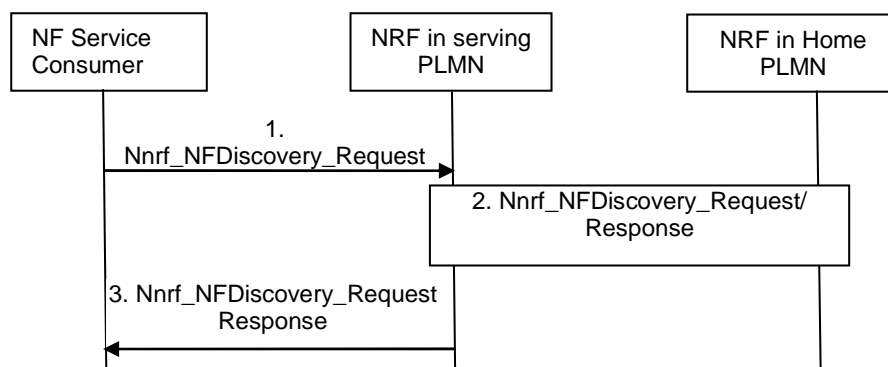 NF Service
Consumer
NRF in serving
PLMN
NRF in Home
PLMN
1.
Nnrf_NFDiscovery_Request
2. Nnrf_NFDiscovery_Request/
Response
3. Nnrf_NFDiscovery_Request
Response